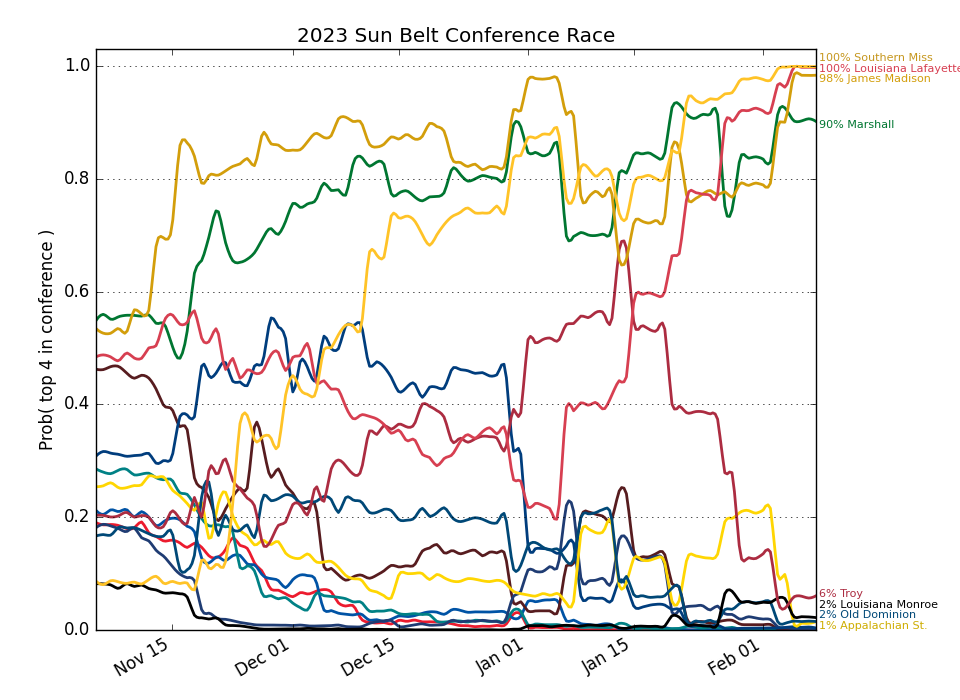 2023 Sun Belt Conference Race
Prob( top 4 in conference )
1.0
0.8
0.6
0.4
0.2
0.0
Nov 15
Dec 01
Dec 15
Jan 01
Jan 15
Feb 01
100% Southern Miss
100% Louisiana Lafayette
98% James Madison
90% Marshall
6% Troy
2% Louisiana Monroe
2% Old Dominion
1% Appalachian St.